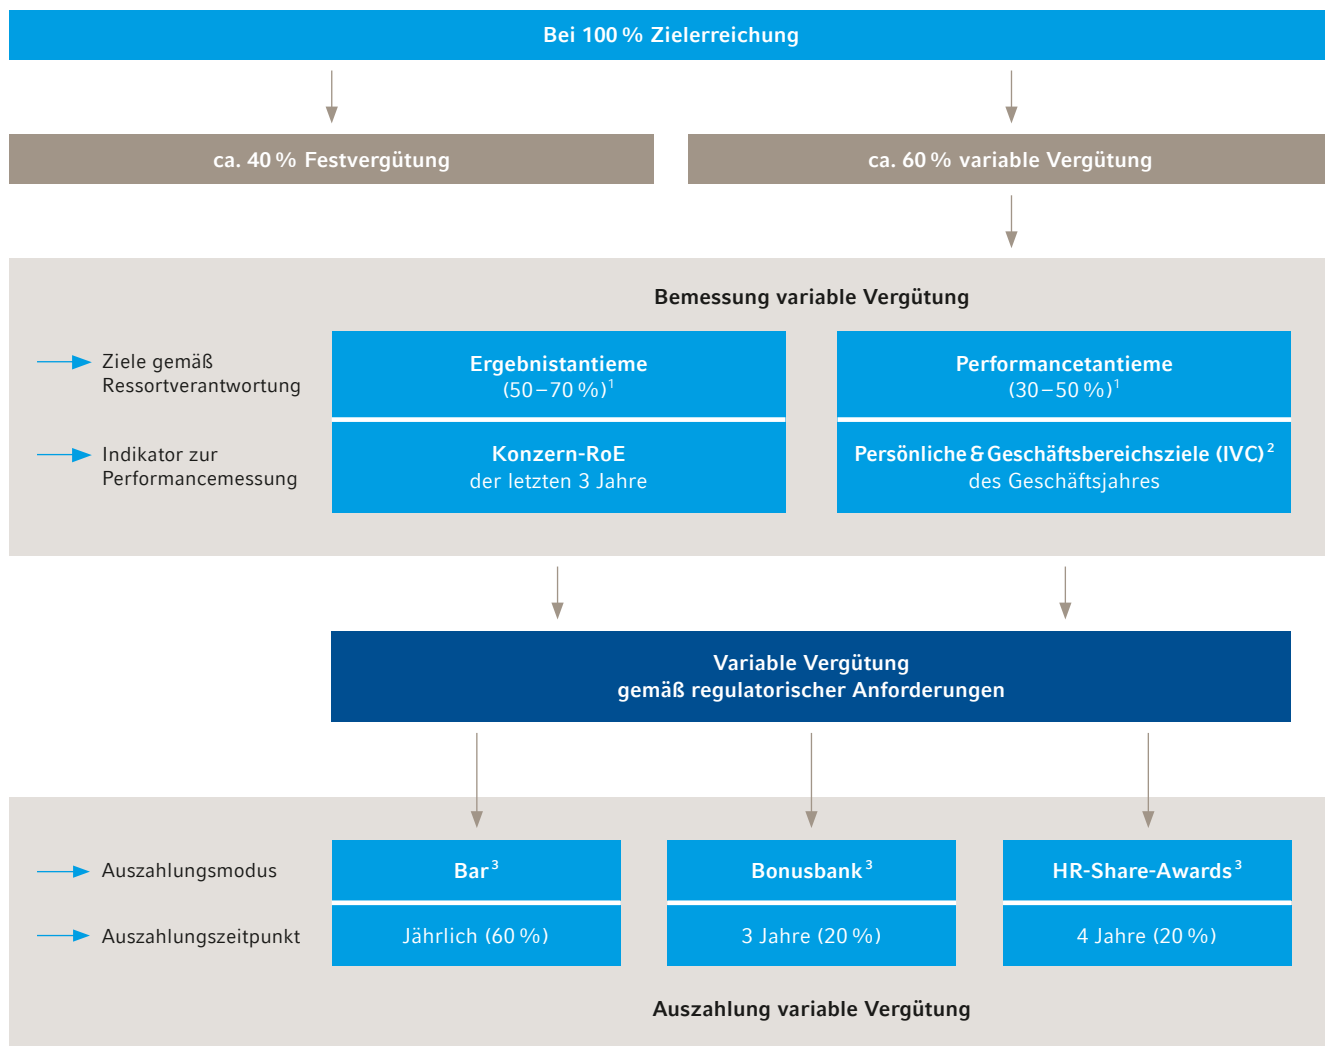 Bei 100 % Zielerreichung
ca. 40 % Festvergütung
ca. 60 % variable Vergütung
Bemessung variable Vergütung
Ziele gemäß
Ressortverantwortung
Ergebnistantieme
(50–70 %)¹
Performancetantieme
(30–50 %)¹
Indikator zur
Performancemessung
Konzern-RoE
der letzten 3 Jahre
Persönliche & Geschäftsbereichsziele (IVC)²
des Geschäftsjahres
Variable Vergütung
gemäß regulatorischer Anforderungen
Auszahlungsmodus
Bar³
Bonusbank³
HR-Share-Awards³
Auszahlungszeitpunkt
Jährlich (60 %)
3 Jahre (20 %)
4 Jahre (20 %)
Auszahlung variable Vergütung